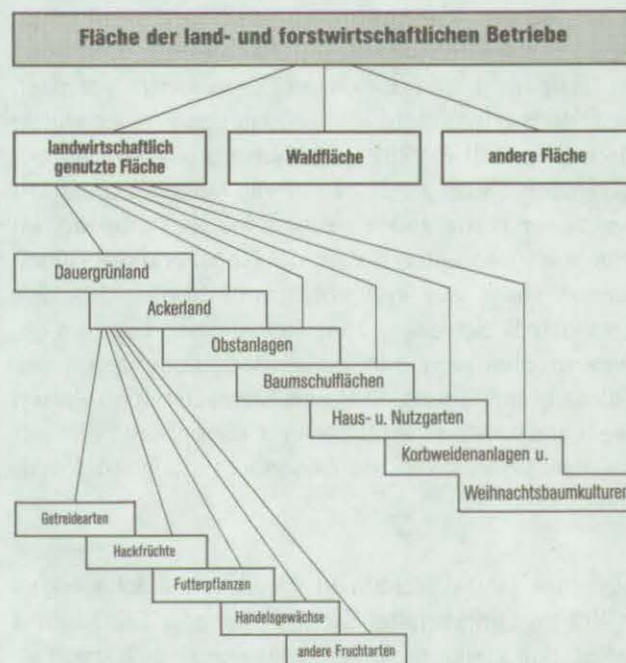 Fläche der land- und forstwirtschaftlichen Betriebe
landwirtschaftlich
genutzte Fläche
Waldfläche
andere Fläche
Dauergrünland
Ackerland
Obstanlagen
Baumschulflächen
Haus- u. Nutzgarten
Korbweidenanlagen u.
Weihnachtsbaumkulturen
Getreidearten
Hackfrüchte
Futterpflanzen
Handelsgewächse
andere Fruchtarten